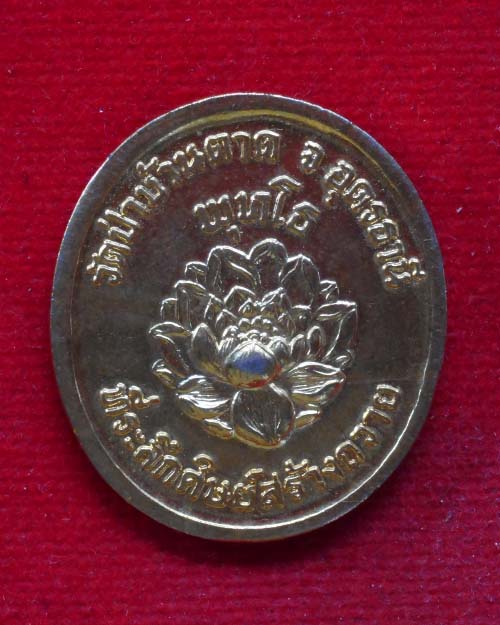 วัดป่าบ้านตาด จ.อุดรธานี
พุทโธ
ที่ระลึกศิษย์สร้างถวาย